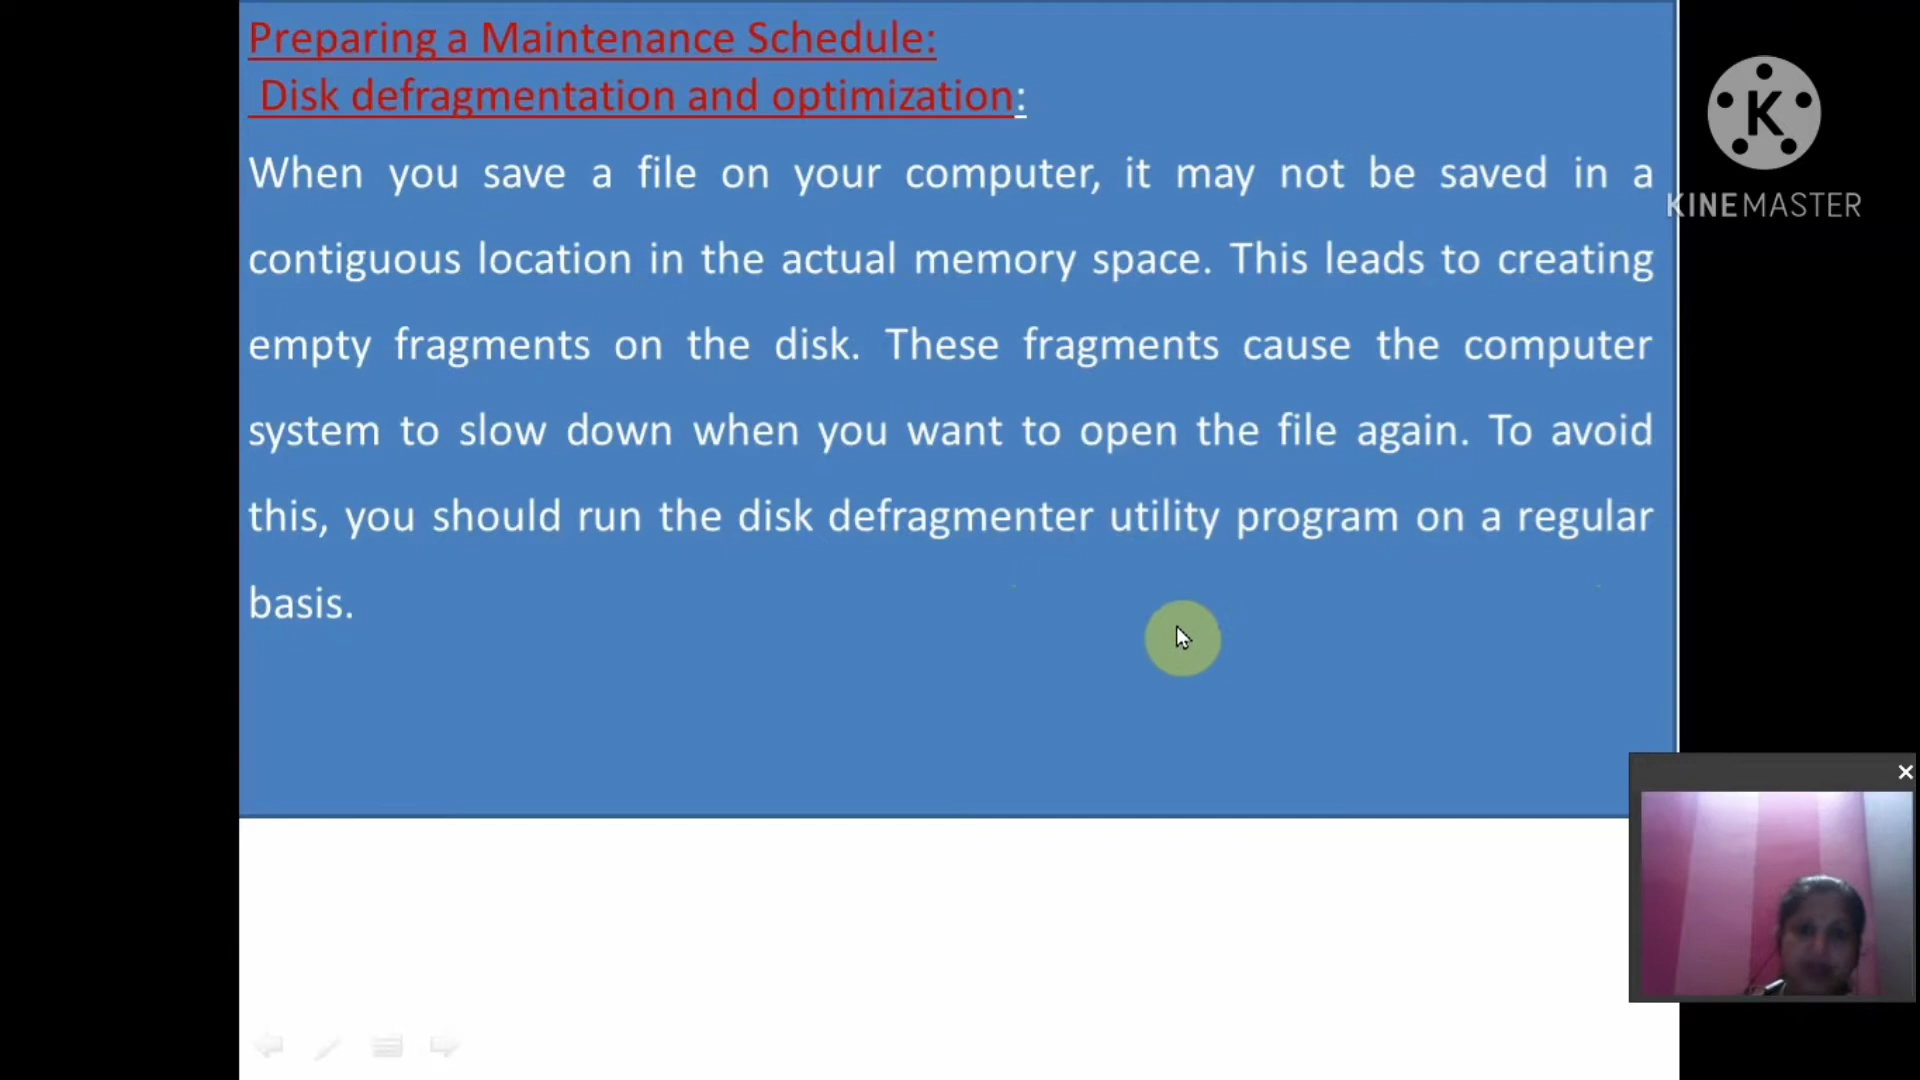 Preparing a Maintenance Schedule:
Disk defragmentation and optimization:
When you save a file on your computer, it may not be saved in a
contiguous location in the actual memory space. This leads to creating
empty fragments on the disk. These fragments cause the computer
system to slow down when you want to open the file again. To avoid
this, you should run the disk defragmenter utility program on a regular
basis.
K
KINEMASTER